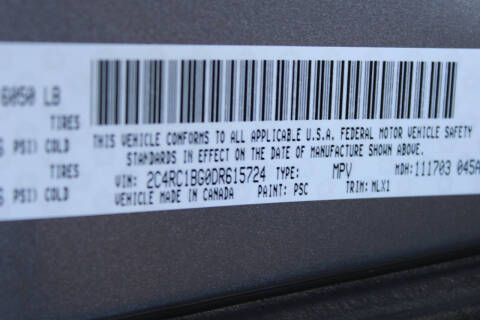 6050 LB
TIRES
THIS VEHICLE CONFORMS TO ALL APPLICABLE U.S.A. FEDERAL MOTOR VEHICLE SAFETY
PSI) COLD
STANDARDS IN EFFECT ON THE DATE OF MANUFACTURE SHOWN ABOVE.
TIRES
VIN: 2C4RC1BG0DR615724 TYPE: MPV MDH:111703 045A
PSI) COLD
VEHICLE MADE IN CANADA PAINT: PSC TRIM: MLX1